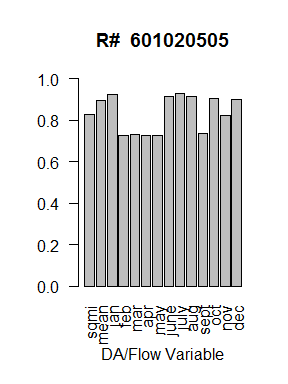 R# 601020505
1.0
0.8
0.6
0.4
0.2
0.0
sqmi
mean
jan
feb
mar
apr
may
june
july
aug
sept
oct
nov
dec
DA/Flow Variable